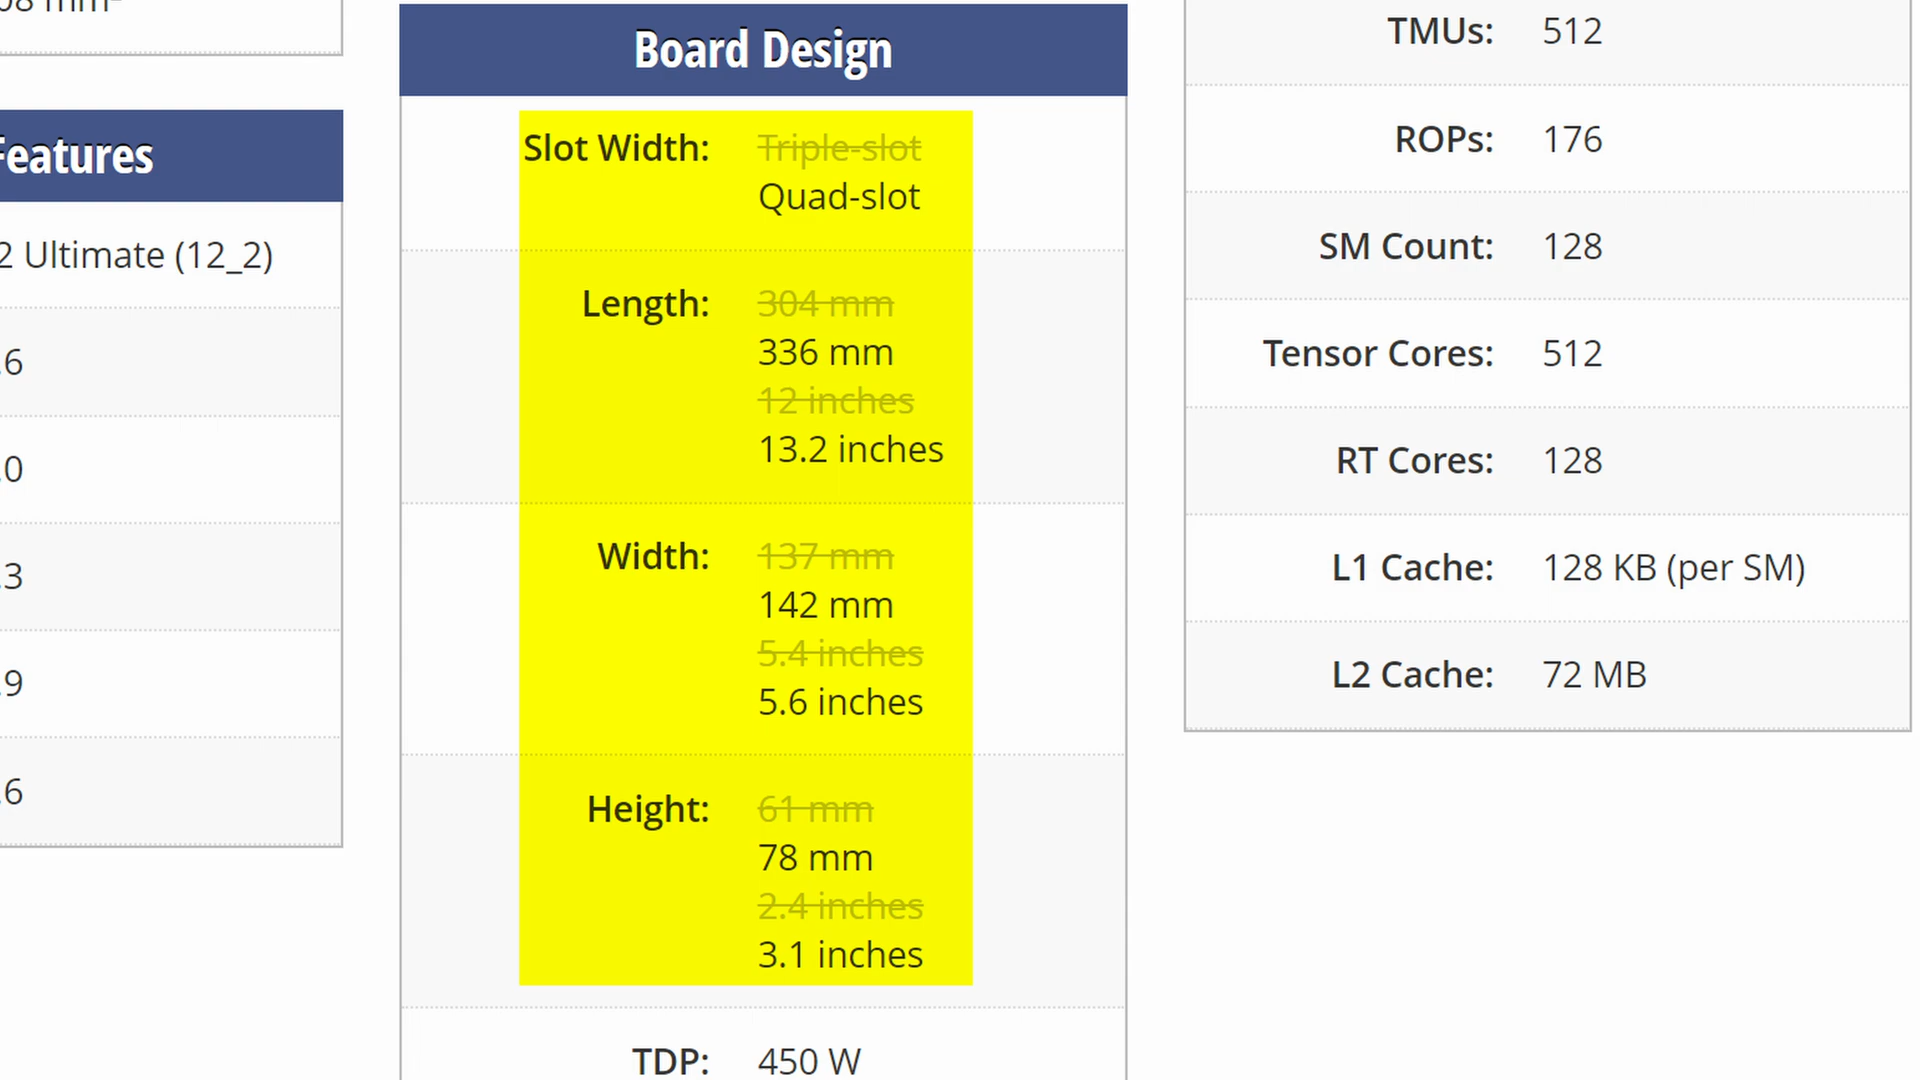 Features
2 Ultimate (12_2)
.6
.0
.3
.9
.6
Board Design
Slot Width: Triple-slot
Quad-slot
Length: 304 mm
336 mm
12 inches
13.2 inches
Width: 137 mm
142 mm
5.4 inches
5.6 inches
Height: 61 mm
78 mm
2.4 inches
3.1 inches
TDP: 450 W
TMUs: 512
ROPs: 176
SM Count: 128
Tensor Cores: 512
RT Cores: 128
L1 Cache: 128 KB (per SM)
L2 Cache: 72 MB